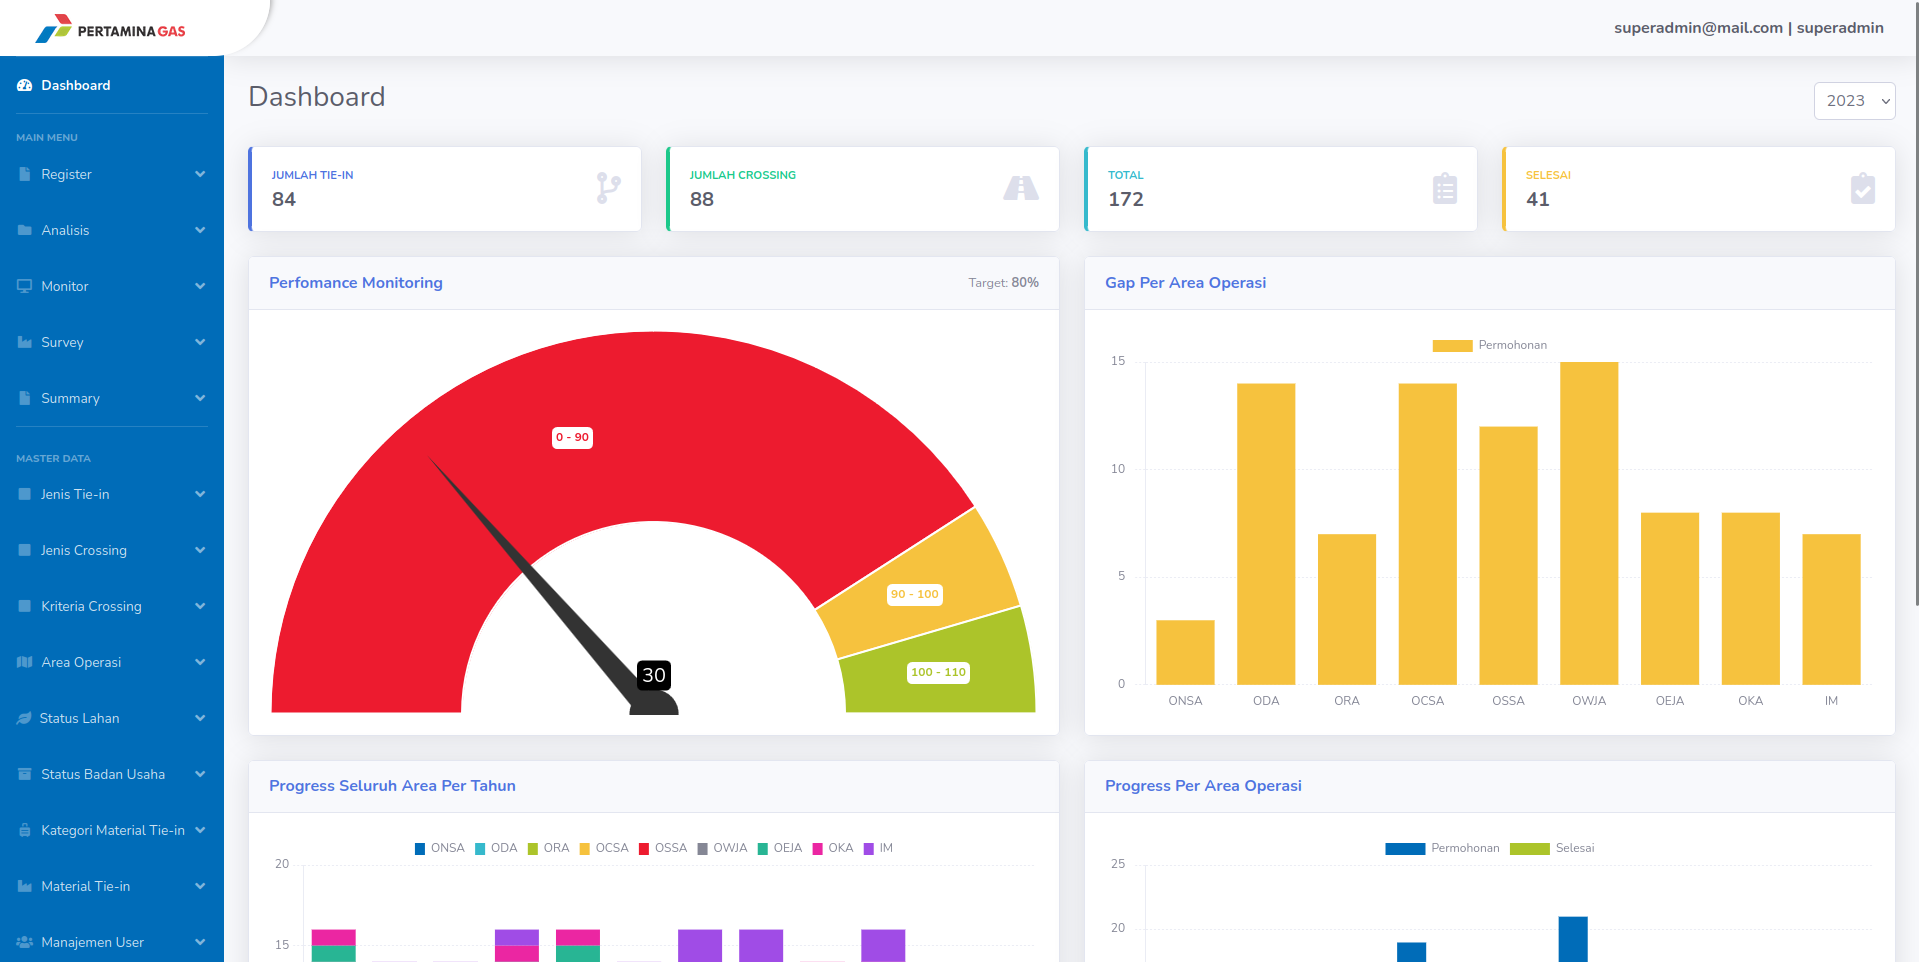 PERTAMINA GAS
superadmin@mail.com | superadmin
Dashboard
MAIN MENU
Register
Analisis
Monitor
Survey
Summary
MASTER DATA
Jenis Tie-in
Jenis Crossing
Kriteria Crossing
Area Operasi
Status Lahan
Status Badan Usaha
Kategori Material Tie-in
Material Tie-in
Manajemen User
Dashboard
2023
JUMLAH TIE-IN
84
JUMLAH CROSSING
88
TOTAL
172
SELESAI
41
Perfomance Monitoring
Target: 80%
0 - 90
90 - 100
100 - 110
30
Gap Per Area Operasi
Permohonan
15
10
5
0
ONSA ODA ORA OCSA OSSA OWJA OEJA OKA IM
Progress Seluruh Area Per Tahun
ONSA ODA ORA OCSA OSSA OWJA OEJA OKA IM
20
15
Progress Per Area Operasi
Permohonan Selesai
25
20